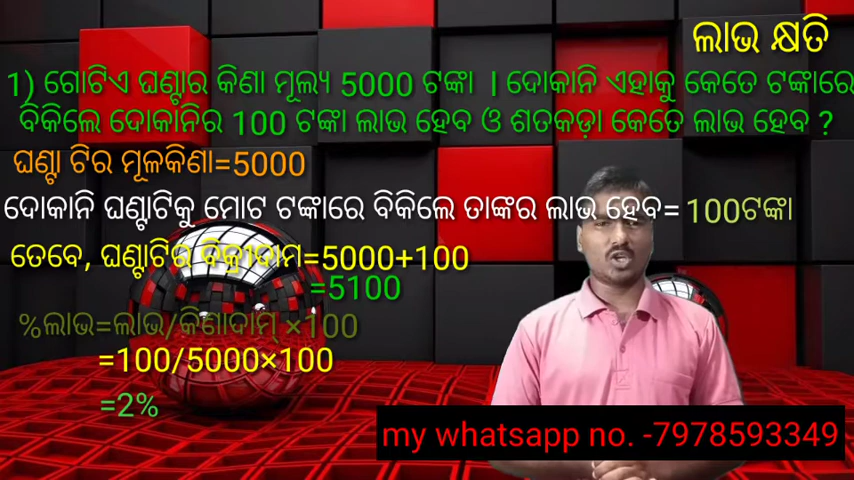 ଲାଭ କ୍ଷତି
1) ଗୋଟିଏ ଘଣ୍ଟାର କିଣା ମୂଲ୍ୟ 5000 ଟଙ୍କା । ଦୋକାନି ଏହାକୁ କେତେ ଟଙ୍କାରେ
ବିକିଲେ ଦୋକାନିର 100 ଟଙ୍କା ଲାଭ ହେବ ଓ ଶତକଡ଼ା କେତେ ଲାଭ ହେବ ?
ଘଣ୍ଟା ଟିର ମୂଳକିଣା=5000
ଦୋକାନି ଘଣ୍ଟାଟିକୁ ମୋଟ ଟଙ୍କାରେ ବିକିଲେ ତାଙ୍କର ଲାଭ ହେବ= 100ଟଙ୍କା
ତେବେ, ଘଣ୍ଟାଟିର ବିକ୍ରୀଦାମ=5000+100
=5100
%ଲାଭ=ଲାଭ/କିଣାଦାମ୍ ×100
=100/5000×100
=2%
my whatsapp no. -7978593349